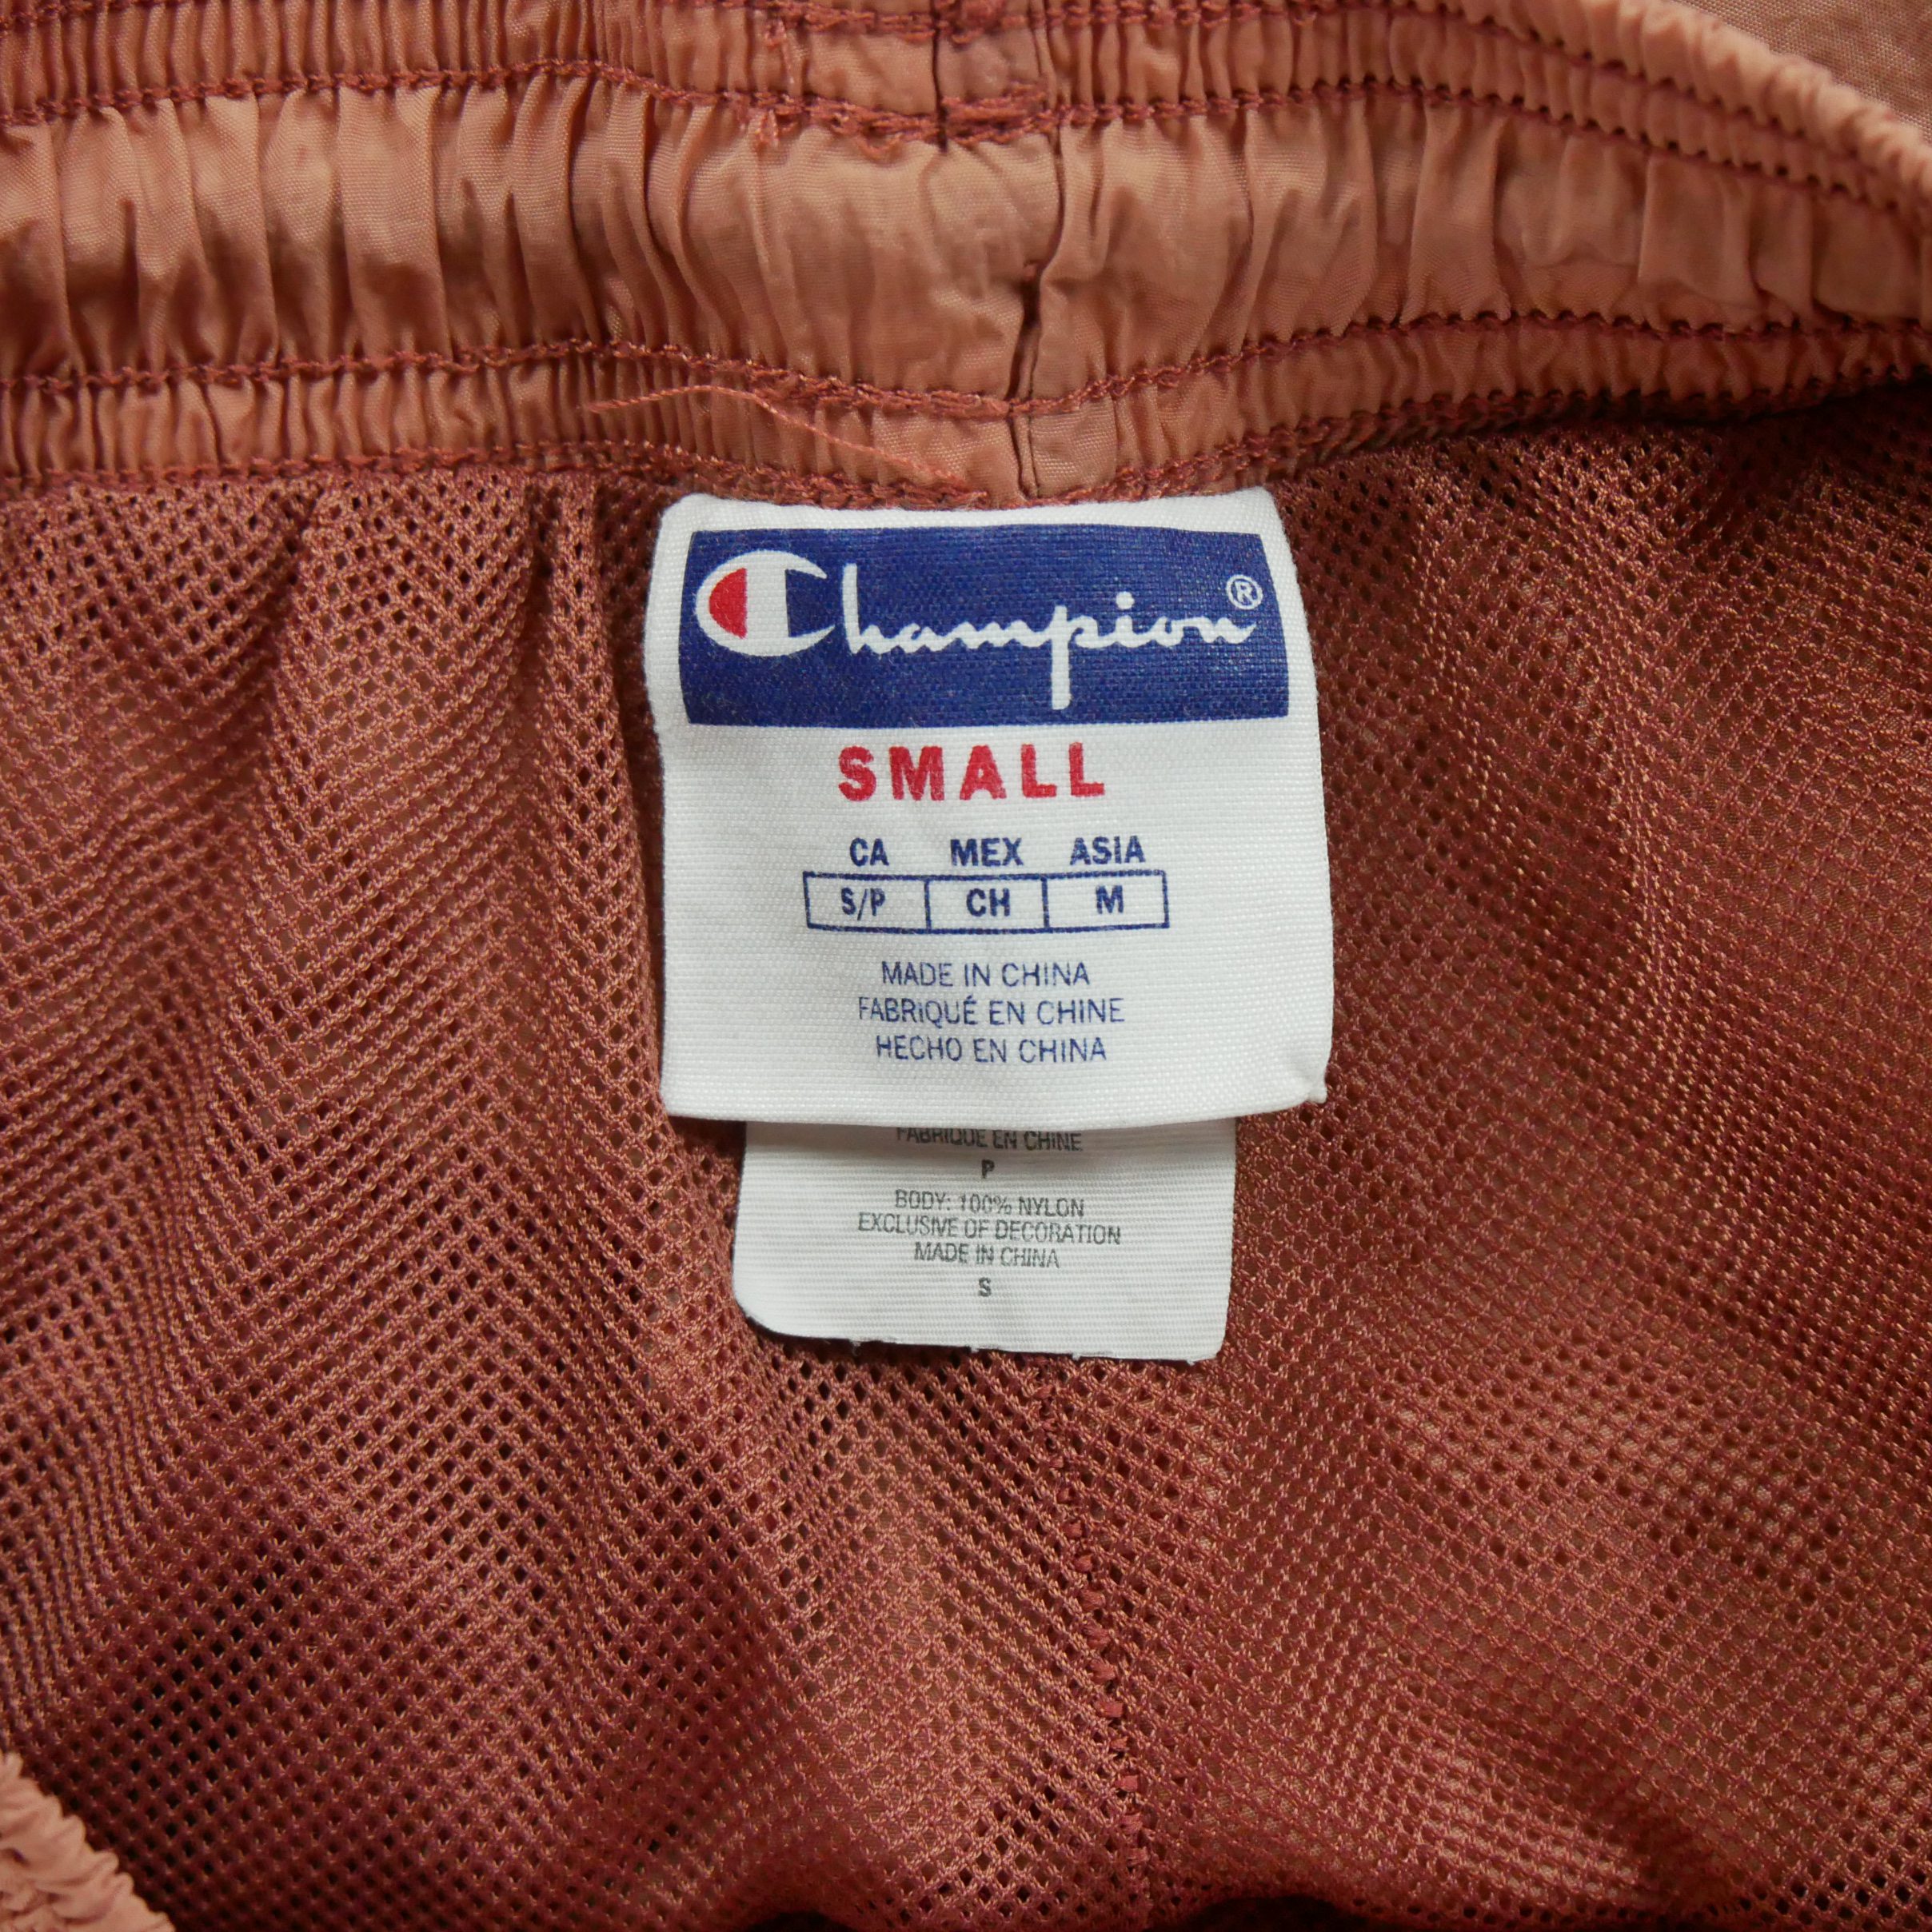 Champion®
SMALL
CA MEX ASIA
S/P CH M
MADE IN CHINA
FABRIQUÉ EN CHINE
HECHO EN CHINA
FABRIQUE EN CHINE
P
BODY: 100% NYLON
EXCLUSIVE OF DECORATION
MADE IN CHINA
S